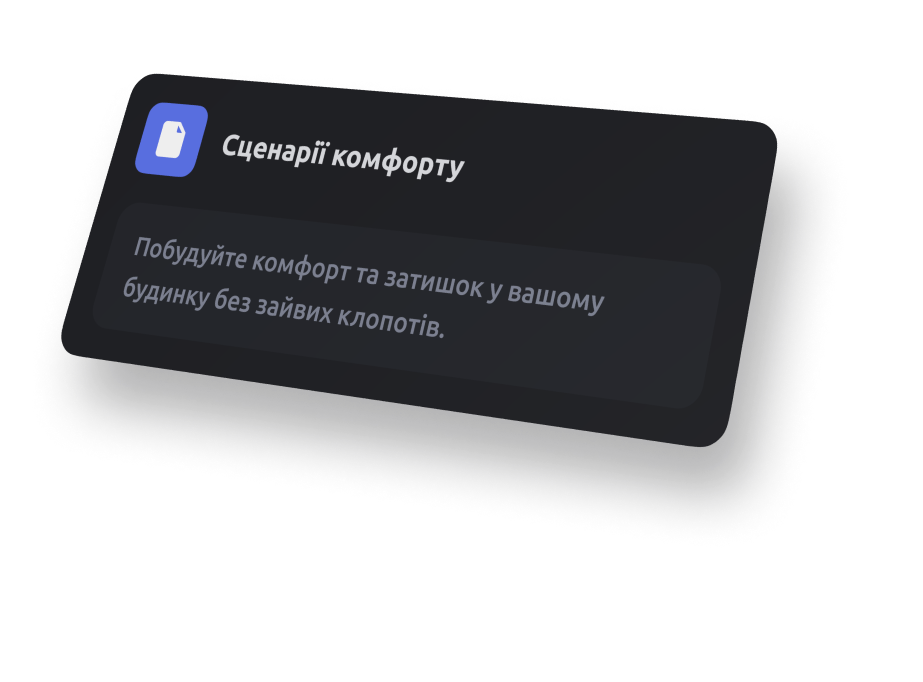 Сценарії комфорту
Побудуйте комфорт та затишок у вашому
будинку без зайвих клопотів.